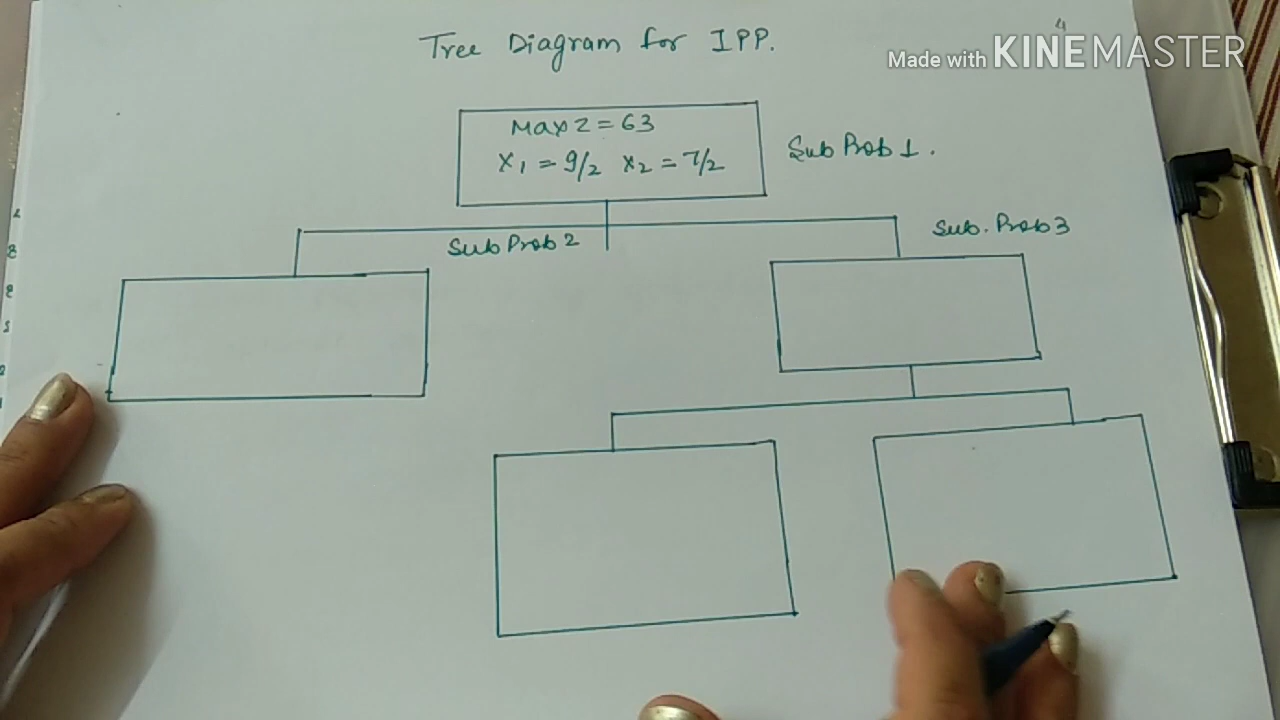 4
Tree Diagram for IPP.
Made with KINEMASTER
Max Z = 63
x₁ = 9/2 x₂ = 7/2
Sub Prob 1.
Sub Prob 2
Sub. Prob 3